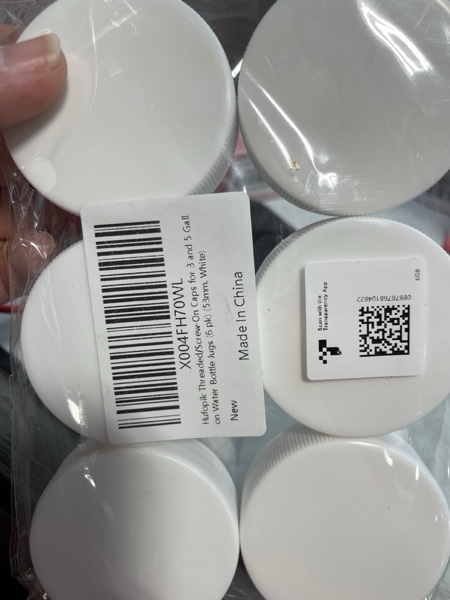 X004FH70WL
Hufopik Threaded/Screw-On Caps for 3 and 5 Gall
on Water Bottle Jugs (6 pk) (53mm, White)
New
Made In China
Scan with the
Transparency App